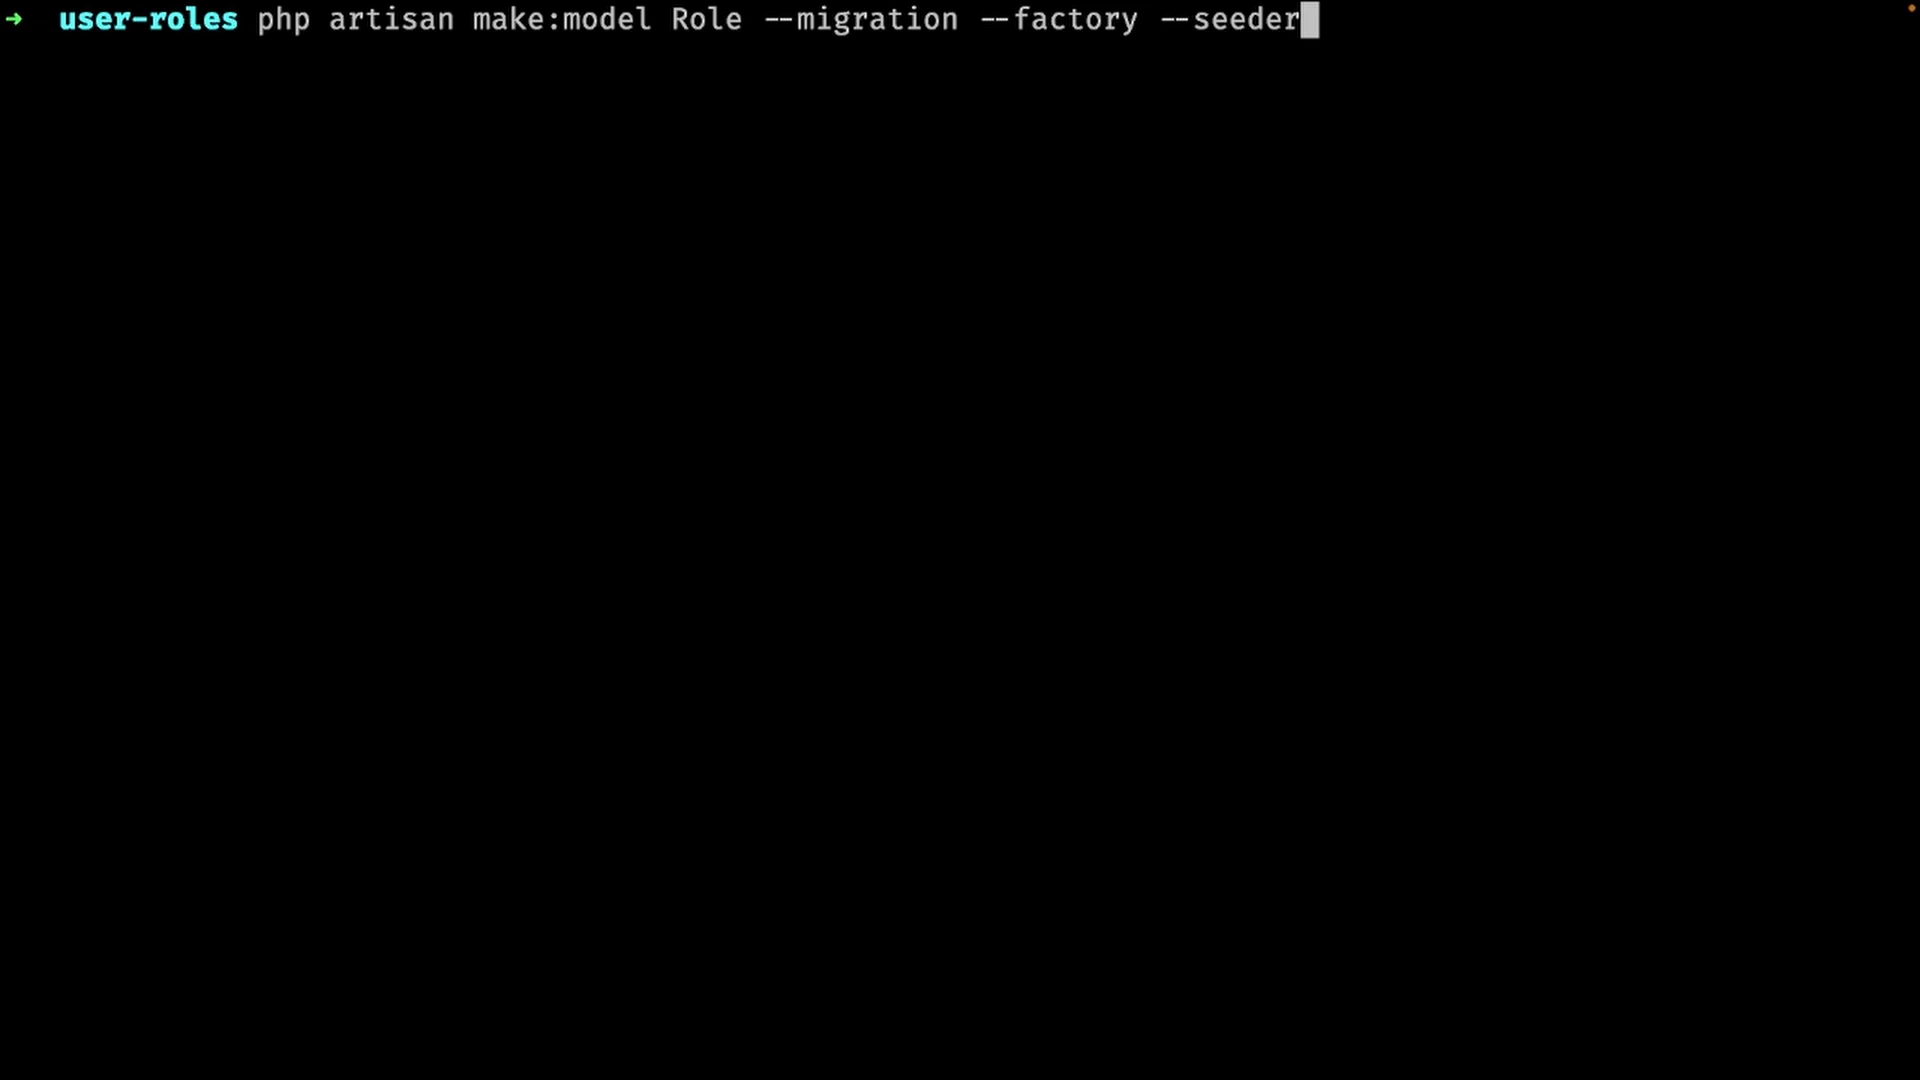 ➜ user-roles php artisan make:model Role --migration --factory --seeder